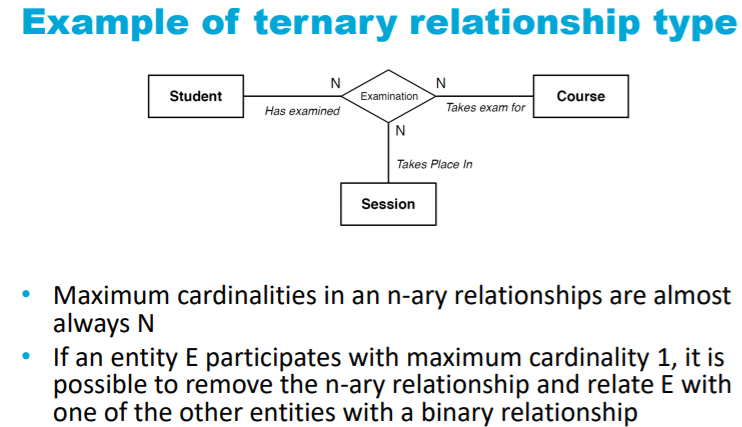 Example of ternary relationship type
N
N
Student
Examination
Course
Has examined
Takes exam for
N
Takes Place In
Session
• Maximum cardinalities in an n-ary relationships are almost
always N
• If an entity E participates with maximum cardinality 1, it is
possible to remove the n-ary relationship and relate E with
one of the other entities with a binary relationship